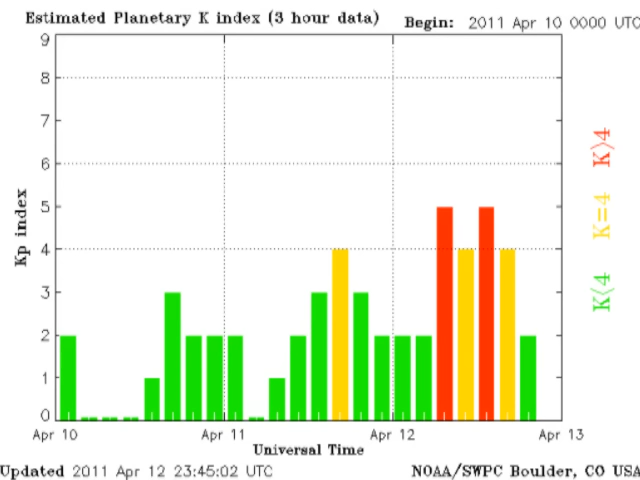 Estimated Planetary K index (3 hour data) Begin: 2011 Apr 10 0000 UTC
9
8
7
6
5
4
3
2
1
0
Kp index
K>4
K=4
K<4
Apr 10 Apr 11 Apr 12 Apr 13
Universal Time
Updated 2011 Apr 12 23:45:02 UTC NOAA/SWPC Boulder, CO USA